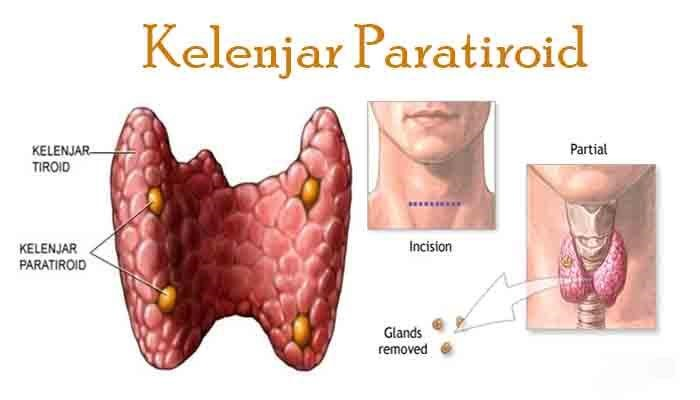 Kelenjar Paratiroid
KELENJAR
TIROID
KELENJAR
PARATIROID
Incision
Partial
Glands
removed